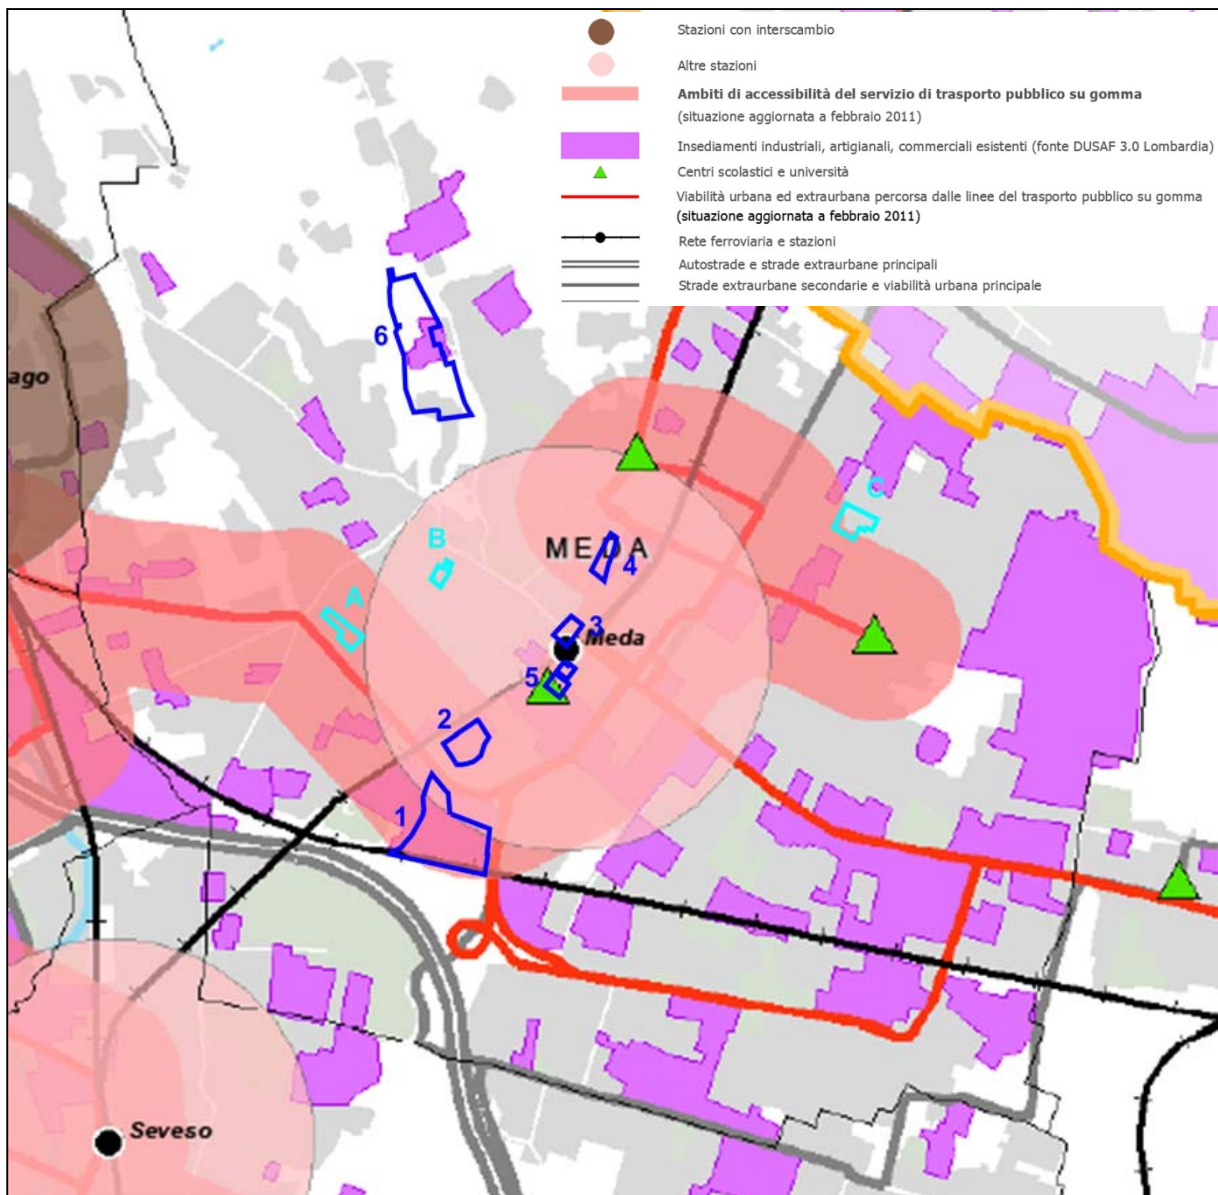 Stazioni con interscambio
Altre stazioni
Ambiti di accessibilità del servizio di trasporto pubblico su gomma
(situazione aggiornata a febbraio 2011)
Insediamenti industriali, artigianali, commerciali esistenti (fonte DUSAF 3.0 Lombardia)
Centri scolastici e università
Viabilità urbana ed extraurbana percorsa dalle linee del trasporto pubblico su gomma
(situazione aggiornata a febbraio 2011)
Rete ferroviaria e stazioni
Autostrade e strade extraurbane principali
Strade extraurbane secondarie e viabilità urbana principale
6
ago
C
B
MEDA
4
A
3
Meda
5
2
1
Seveso